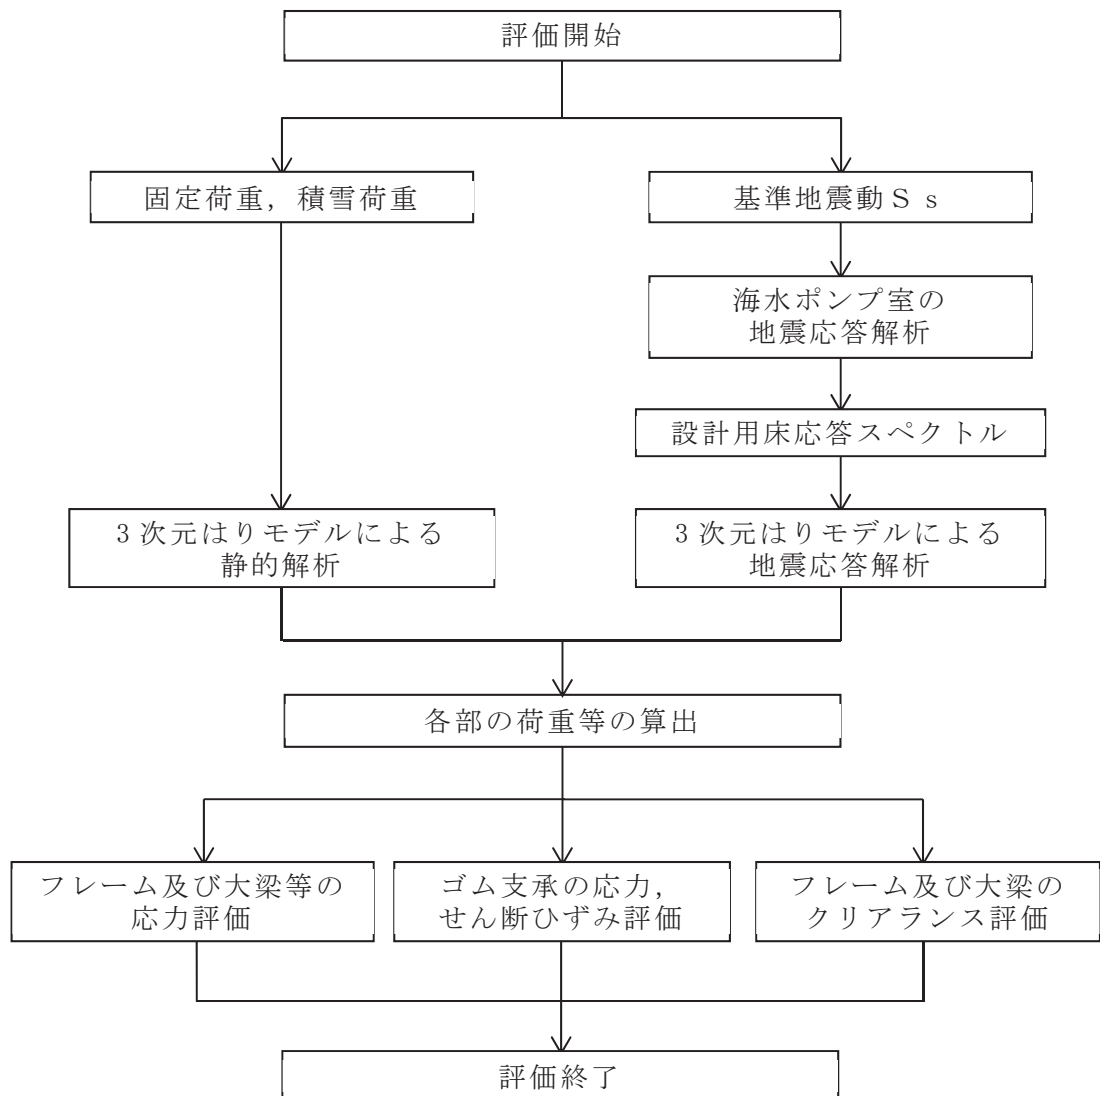 評価開始
固定荷重，積雪荷重
基準地震動Ｓｓ
海水ポンプ室の
地震応答解析
設計用床応答スペクトル
3次元はりモデルによる
静的解析
3次元はりモデルによる
地震応答解析
各部の荷重等の算出
フレーム及び大梁等の
応力評価
ゴム支承の応力，
せん断ひずみ評価
フレーム及び大梁の
クリアランス評価
評価終了